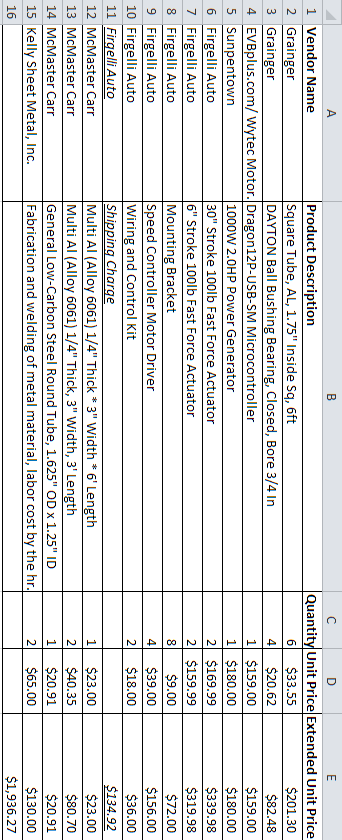 A B C D E
1 Vendor Name Product Description Quantity Unit Price Extended Unit Price
2 Grainger Square Tube, AL, 1.75" Inside Sq, 6ft 6 $33.55 $201.30
3 Grainger DAYTON Ball Bushing Bearing, Closed, Bore 3/4 In 4 $20.62 $82.48
4 EVBplus.com/ Wytec Motor. Dragon12P-USB-SM Microcontroller 1 $159.00 $159.00
5 Sunpentown 1000W 2.0HP Power Generator 1 $180.00 $180.00
6 Firgelli Auto 30" Stroke 100lb Fast Force Actuator 2 $169.99 $339.98
7 Firgelli Auto 6" Stroke 100lb Fast Force Actuator 2 $159.99 $319.98
8 Firgelli Auto Mounting Bracket 8 $9.00 $72.00
9 Firgelli Auto Speed Controller Motor Driver 4 $39.00 $156.00
10 Firgelli Auto Wiring and Control Kit 2 $18.00 $36.00
11 Firgelli Auto Shipping Charge $134.92
12 McMaster Carr Multi Al (Alloy 6061) 1/4" Thick * 3" Width * 6' Length 1 $23.00 $23.00
13 McMaster Carr Multi Al (Alloy 6061) 1/4" Thick, 3" Width, 3' Length 2 $40.35 $80.70
14 McMaster Carr General Low-Carbon Steel Round Tube, 1.625" OD x 1.25" ID 1 $20.91 $20.91
15 Kelly Sheet Metal, Inc. Fabrication and welding of metal material, labor cost by the hr. 2 $65.00 $130.00
16 $1,936.27